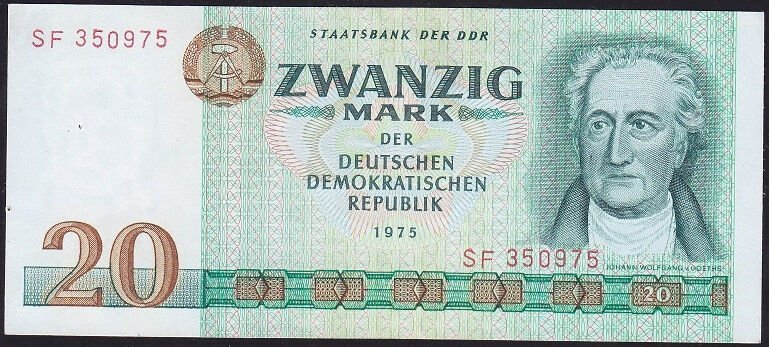 SF 350975
STAATSBANK DER DDR
ZWANZIG
MARK
DER
DEUTSCHEN
DEMOKRATISCHEN
REPUBLIK
1975
SF 350975
JOHANN WOLFGANG v. GOETHE
20
20